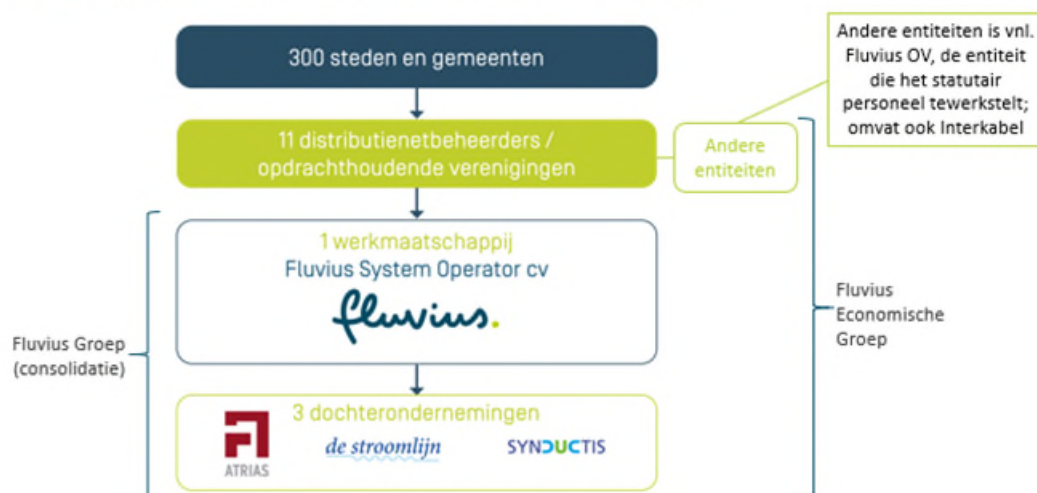 300 steden en gemeenten
Andere entiteiten is vnl.
Fluvius OV, de entiteit
die het statutair
personeel tewerkstelt;
omvat ook Interkabel
11 distributienetbeheerders /
opdrachthoudende verenigingen
Andere
entiteiten
1 werkmaatschappij
Fluvius System Operator cv
fluvius.
Fluvius Groep
(consolidatie)
Fluvius
Economische
Groep
3 dochterondernemingen
ATRIAS
de stroomlijn
SYNDUCTIS